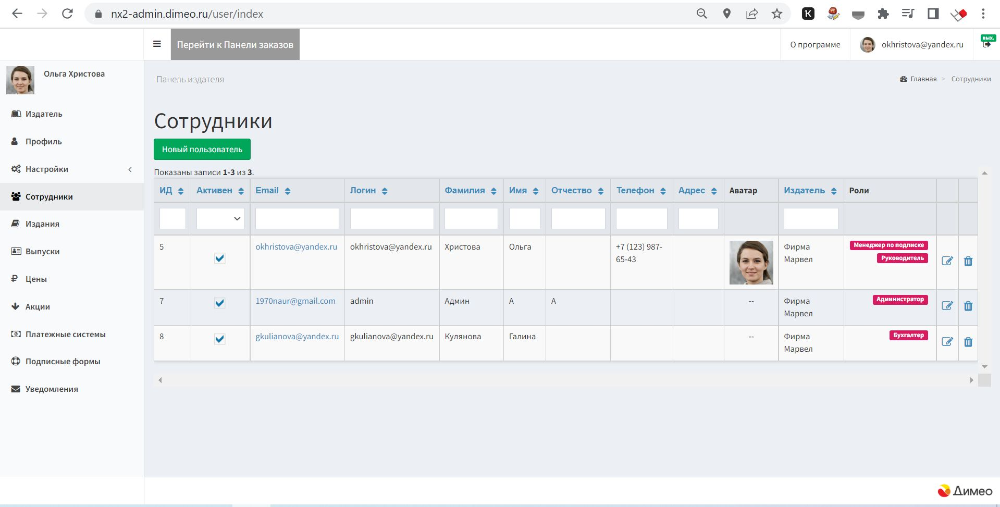 nx2-admin.dimeo.ru/user/index
Перейти к Панели заказов
О программе
okhristova@yandex.ru
вых.
Ольга Христова
Издатель
Профиль
Настройки
Сотрудники
Издания
Выпуски
Цены
Акции
Платежные системы
Подписные формы
Уведомления
Панель издателя
Главная > Сотрудники
Сотрудники
Новый пользователь
Показаны записи 1-3 из 3.
ИД Активен Email Логин Фамилия Имя Отчество Телефон Адрес Аватар Издатель Роли
5 okhristova@yandex.ru okhristova@yandex.ru Христова Ольга +7 (123) 987- Фирма Менеджер по подписке
65-43 Марвел Руководитель
7 1970naur@gmail.com admin Админ А А -- Фирма Администратор
Марвел
8 gkulianova@yandex.ru gkulianova@yandex.ru Кулянова Галина -- Фирма Бухгалтер
Марвел
Димео